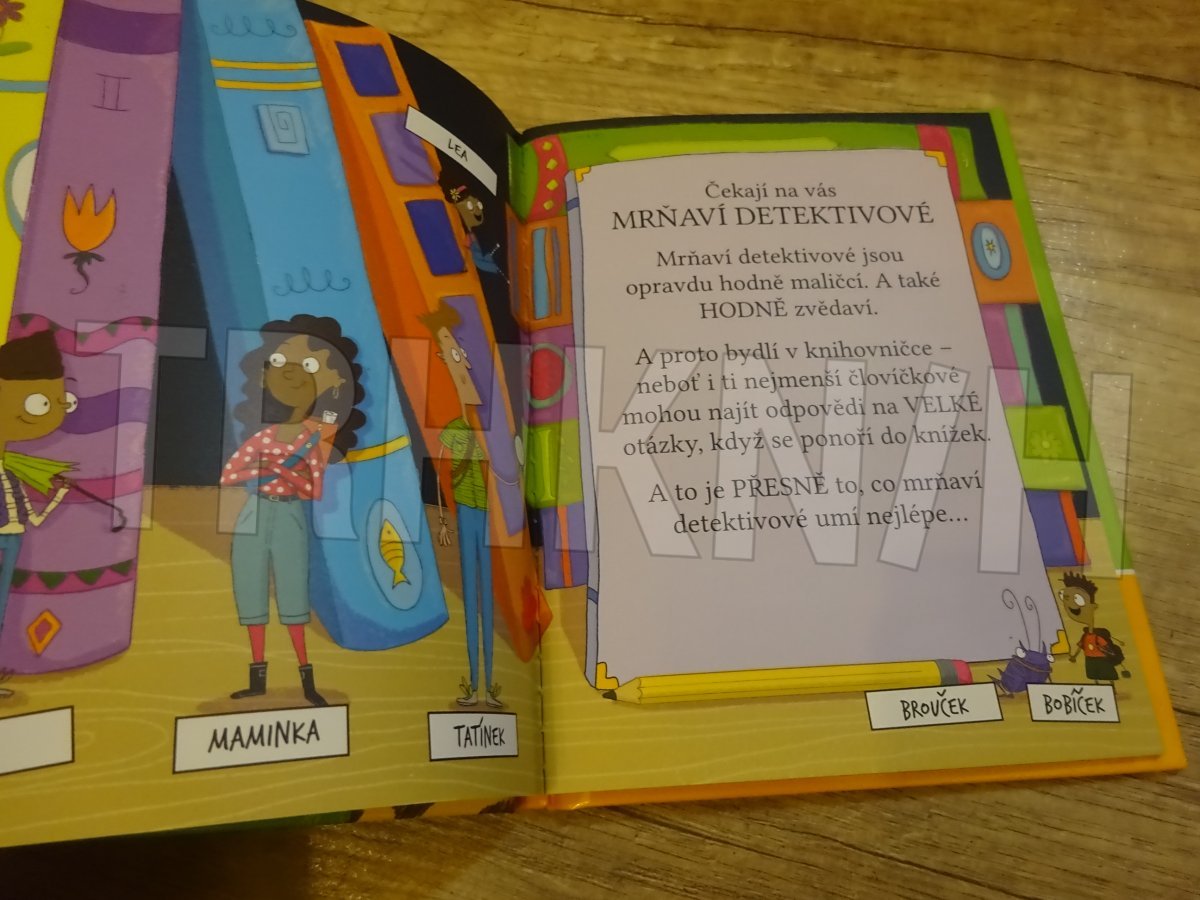 II
LEA
MAMINKA
TATÍNEK
Čekají na vás
MRŇAVÍ DETEKTIVOVÉ
Mrňaví detektivové jsou
opravdu hodně maličcí. A také
HODNĚ zvědaví.
A proto bydlí v knihovničce –
neboť i ti nejmenší človíčkové
mohou najít odpovědi na VELKÉ
otázky, když se ponoří do knížek.
A to je PŘESNĚ to, co mrňaví
detektivové umí nejlépe...
BROUČEK
BOBÍČEK